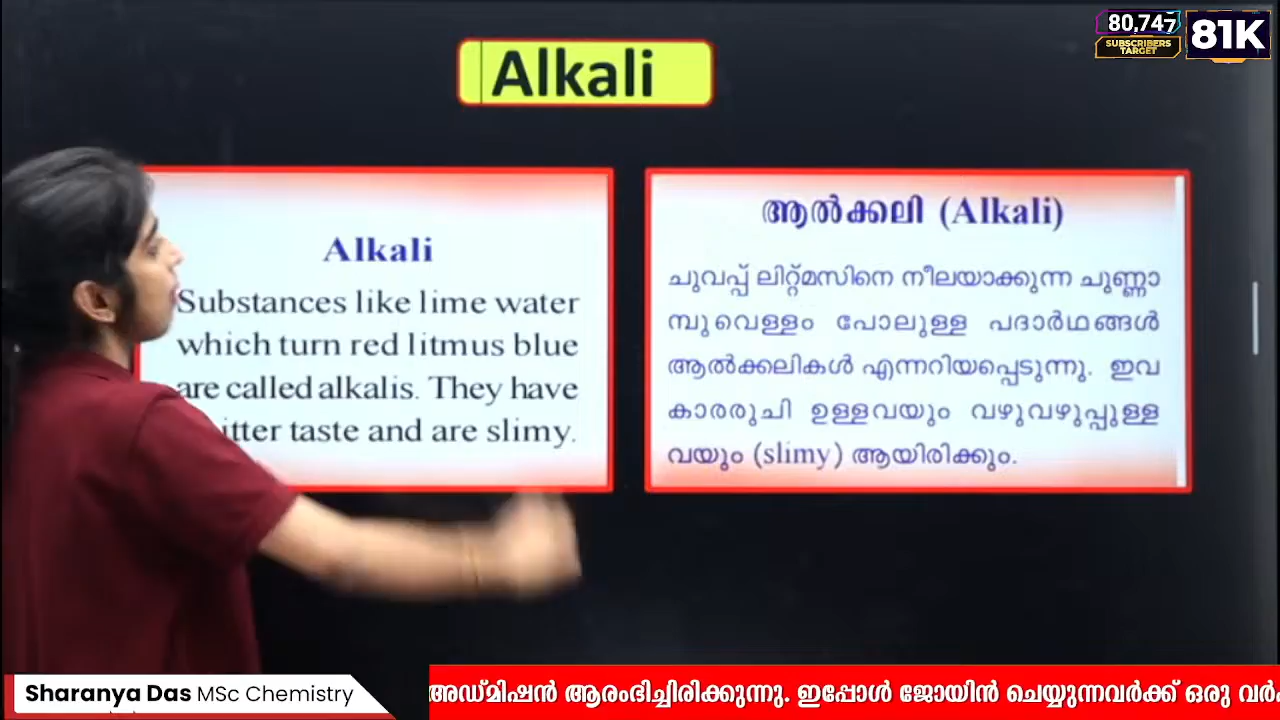 80,747
SUBSCRIBERS
TARGET
81K
Alkali
Alkali
Substances like lime water
which turn red litmus blue
are called alkalis. They have
itter taste and are slimy.
ആൽക്കലി (Alkali)
ചുവപ്പ് ലിറ്റ്മസിനെ നീലയാക്കുന്ന ചുണ്ണാ
മ്പുവെള്ളം പോലുള്ള പദാർഥങ്ങൾ
ആൽക്കലികൾ എന്നറിയപ്പെടുന്നു. ഇവ
കാരരുചി ഉള്ളവയും വഴുവഴുപ്പുള്ള
വയും (slimy) ആയിരിക്കും.
Sharanya Das MSc Chemistry
അഡ്മിഷൻ ആരംഭിച്ചിരിക്കുന്നു. ഇപ്പോൾ ജോയിൻ ചെയ്യുന്നവർക്ക് ഒരു